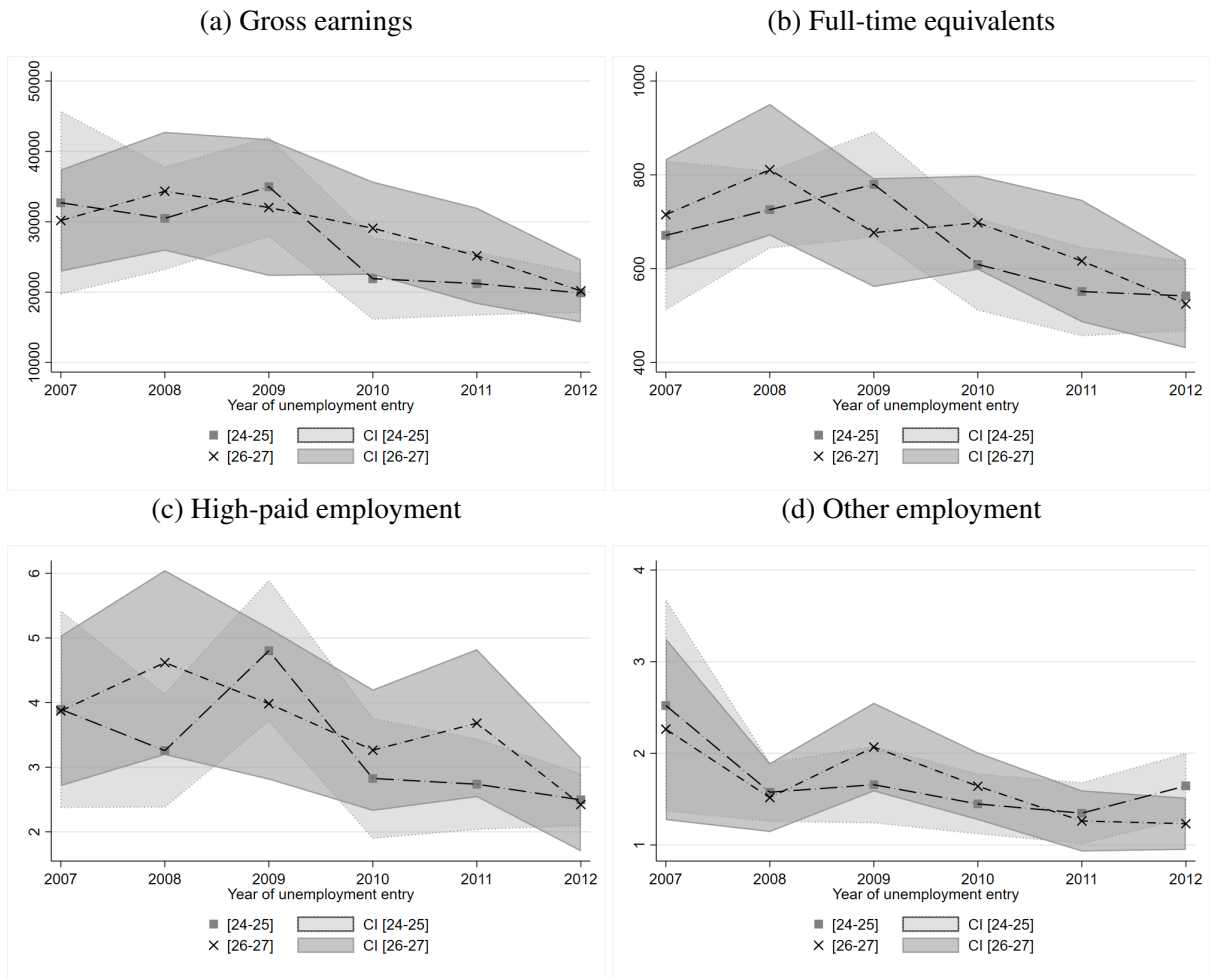 (a) Gross earnings
50000
40000
30000
20000
10000
2007 2008 2009 2010 2011 2012
Year of unemployment entry
[24-25] CI [24-25]
[26-27] CI [26-27]
(b) Full-time equivalents
1000
800
600
400
2007 2008 2009 2010 2011 2012
Year of unemployment entry
[24-25] CI [24-25]
[26-27] CI [26-27]
(c) High-paid employment
6
5
4
3
2
2007 2008 2009 2010 2011 2012
Year of unemployment entry
[24-25] CI [24-25]
[26-27] CI [26-27]
(d) Other employment
4
3
2
1
2007 2008 2009 2010 2011 2012
Year of unemployment entry
[24-25] CI [24-25]
[26-27] CI [26-27]